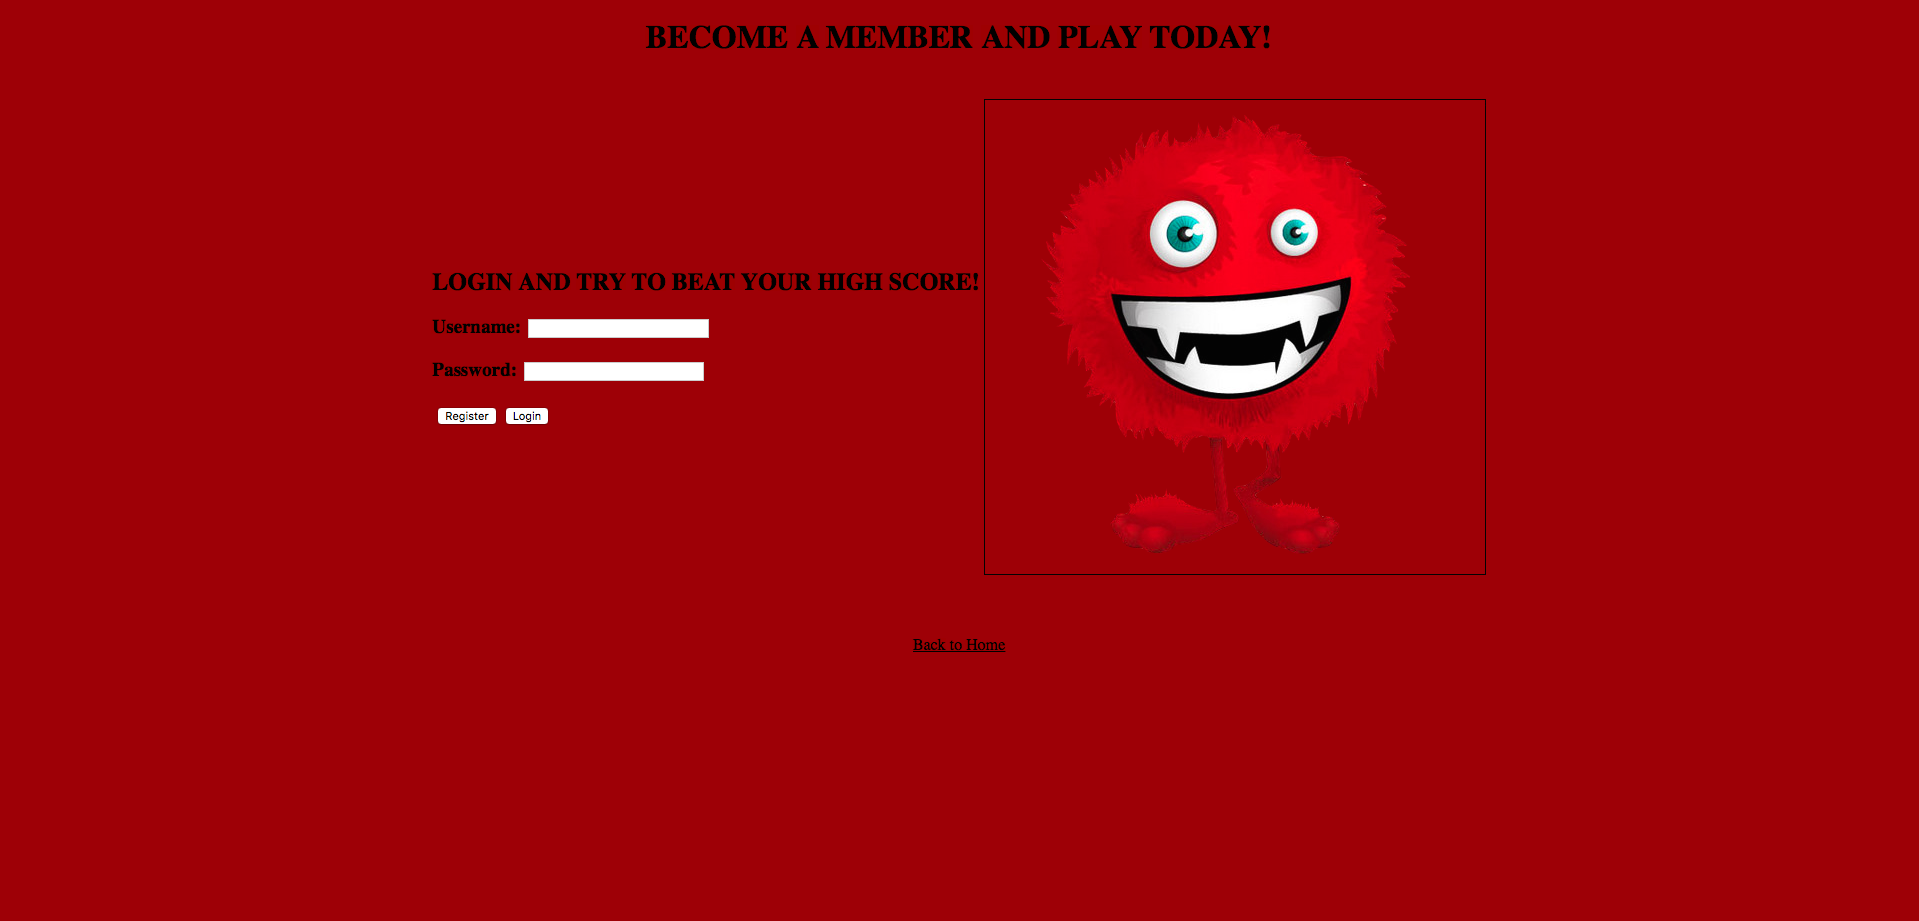 BECOME A MEMBER AND PLAY TODAY!
LOGIN AND TRY TO BEAT YOUR HIGH SCORE!
Username:
Password:
Register Login
Back to Home